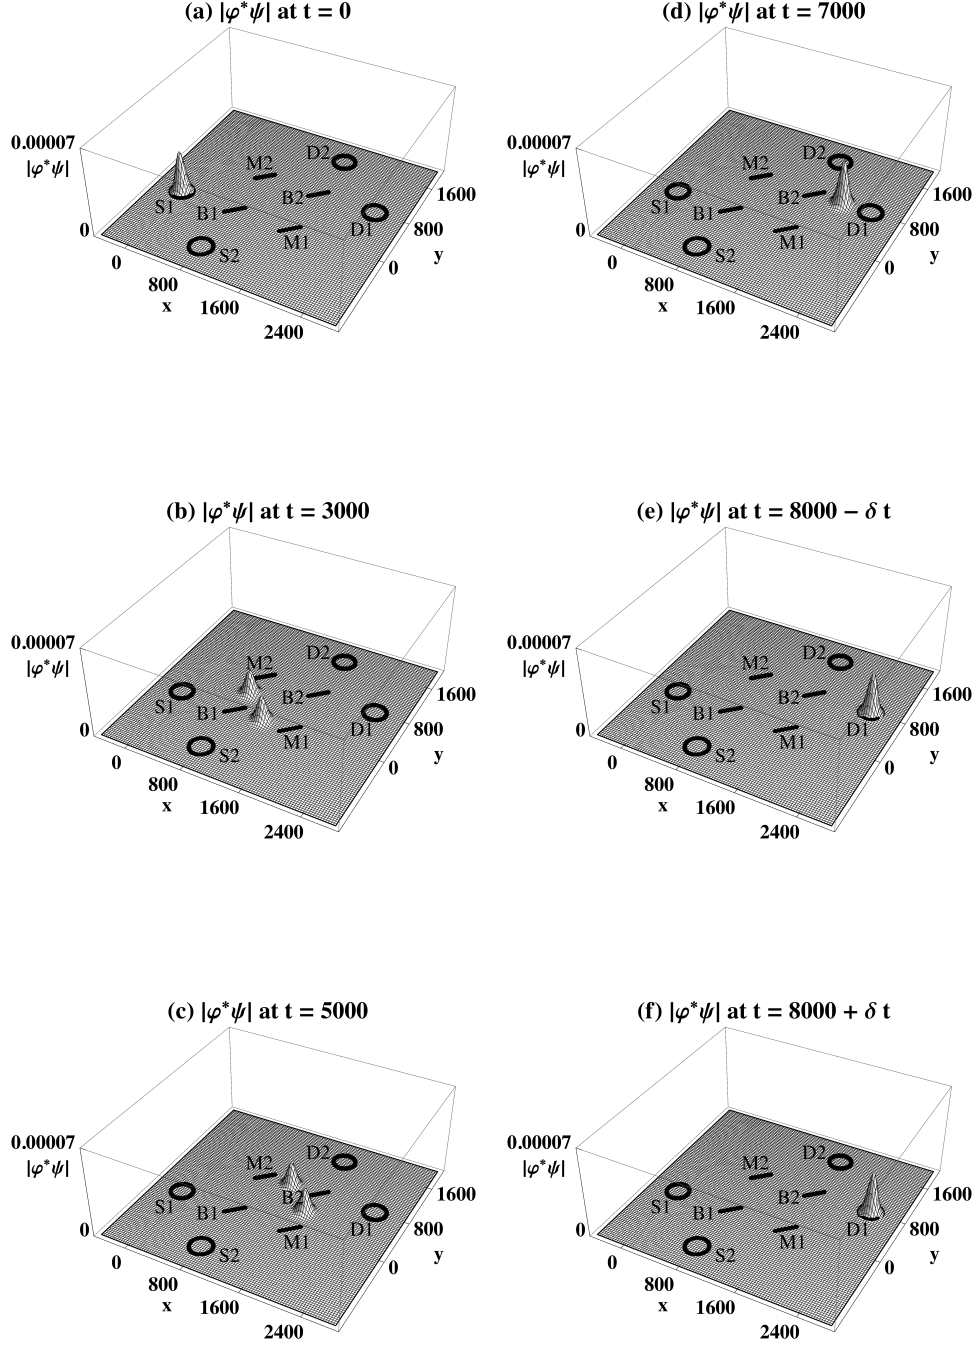 (a) |φ*ψ| at t = 0
0.00007
|φ*ψ|
0
S1
S2
B1
B2
M1
M2
D1
D2
0
800
1600
2400
x
0
800
1600
y
(b) |φ*ψ| at t = 3000
0.00007
|φ*ψ|
0
S1
S2
B1
B2
M1
M2
D1
D2
0
800
1600
2400
x
0
800
1600
y
(c) |φ*ψ| at t = 5000
0.00007
|φ*ψ|
0
S1
S2
B1
B2
M1
M2
D1
D2
0
800
1600
2400
x
0
800
1600
y
(d) |φ*ψ| at t = 7000
0.00007
|φ*ψ|
0
S1
S2
B1
B2
M1
M2
D1
D2
0
800
1600
2400
x
0
800
1600
y
(e) |φ*ψ| at t = 8000 − δ t
0.00007
|φ*ψ|
0
S1
S2
B1
B2
M1
M2
D1
D2
0
800
1600
2400
x
0
800
1600
y
(f) |φ*ψ| at t = 8000 + δ t
0.00007
|φ*ψ|
0
S1
S2
B1
B2
M1
M2
D1
D2
0
800
1600
2400
x
0
800
1600
y